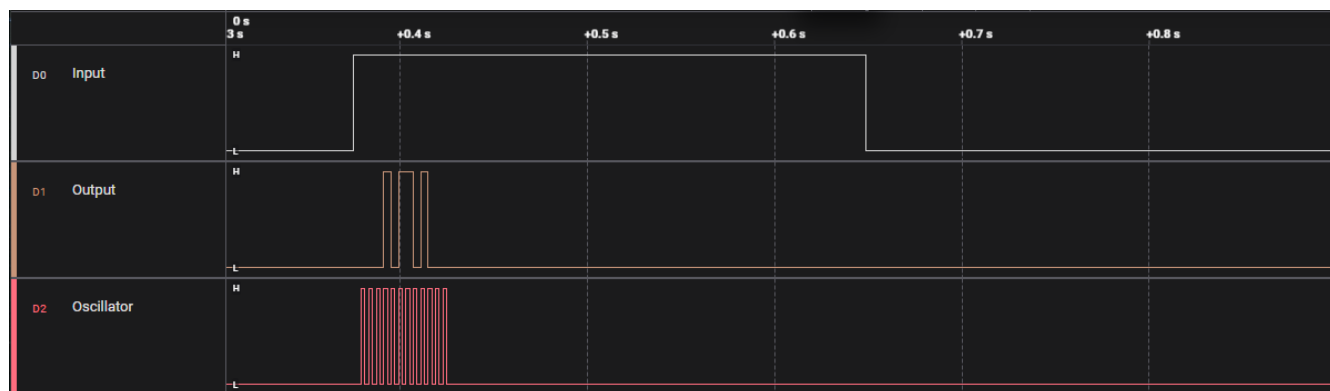 0 s
3 s +0.4 s +0.5 s +0.6 s +0.7 s +0.8 s
H
D0 Input
L
H
D1 Output
L
H
D2 Oscillator
L